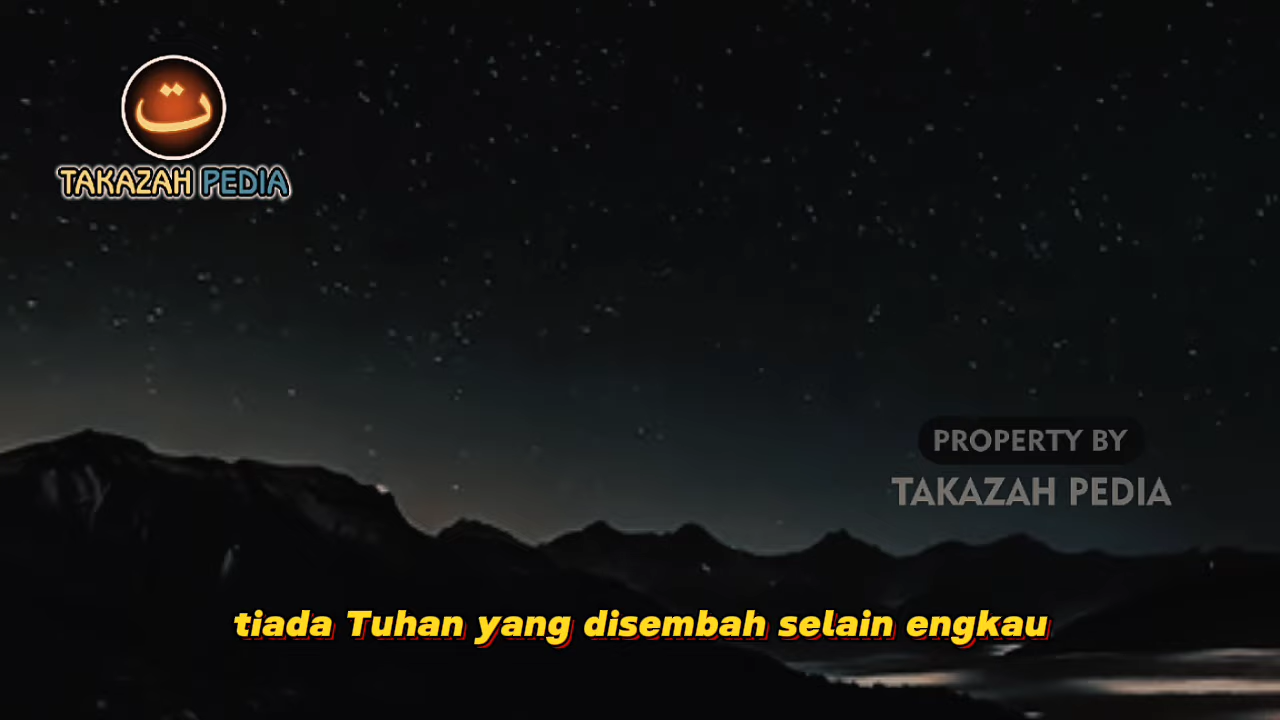 ت
TAKAZAH PEDIA
PROPERTY BY
TAKAZAH PEDIA
tiada Tuhan yang disembah selain engkau